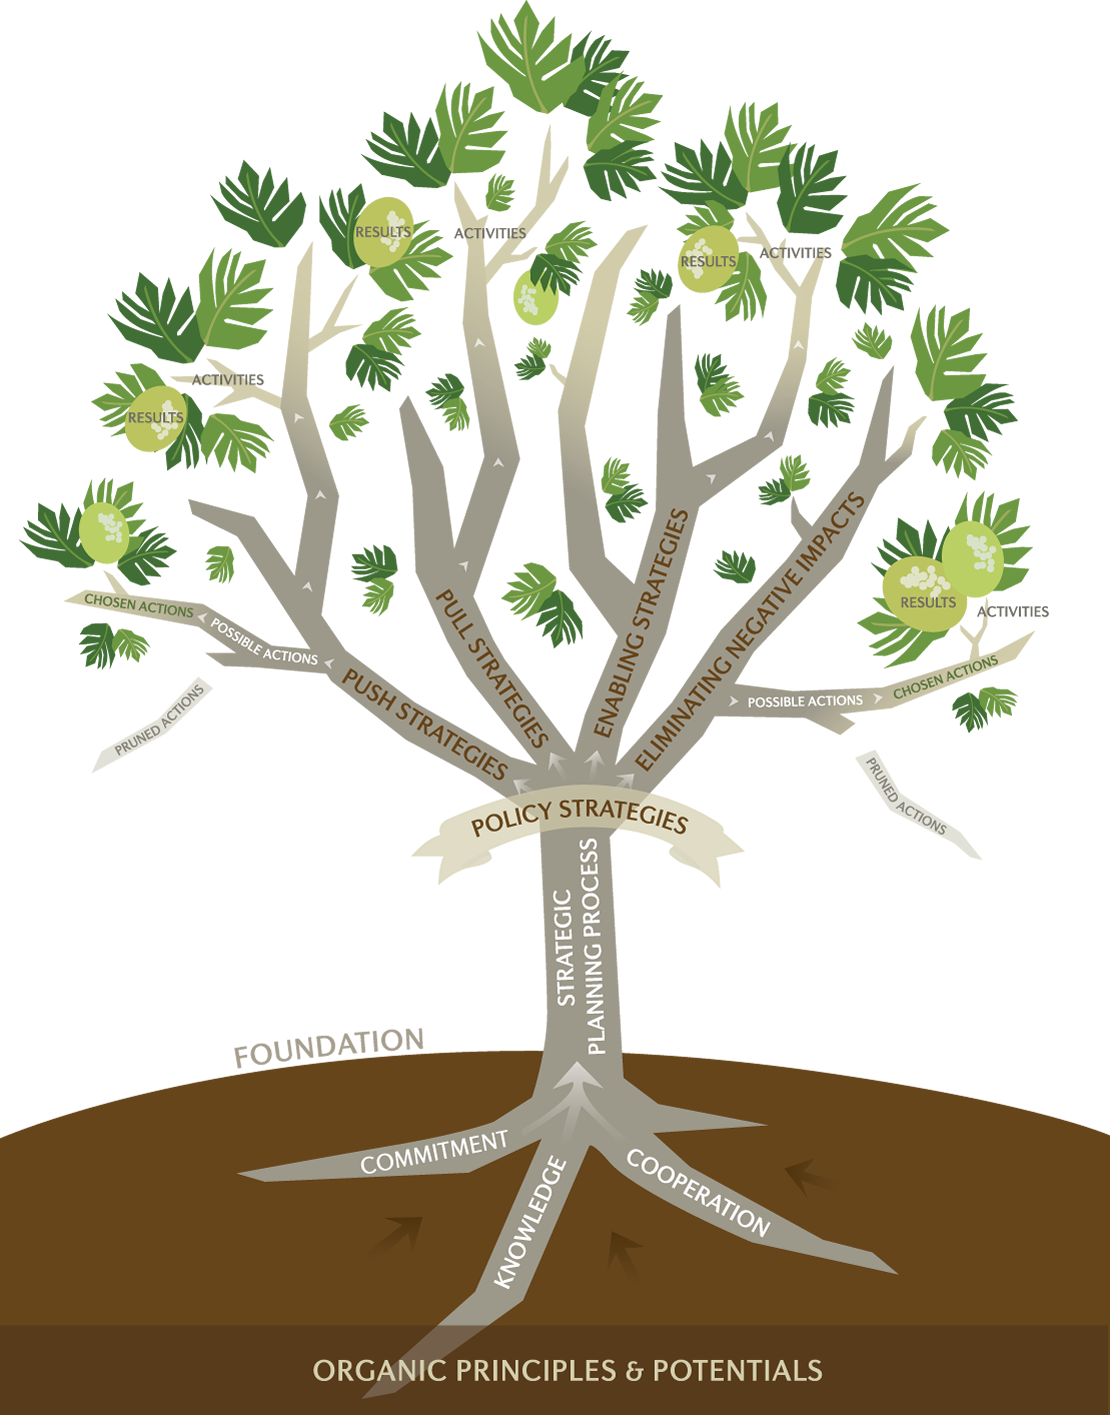 RESULTS
ACTIVITIES
RESULTS
ACTIVITIES
ACTIVITIES
RESULTS
CHOSEN ACTIONS
POSSIBLE ACTIONS
PRUNED ACTIONS
RESULTS
ACTIVITIES
CHOSEN ACTIONS
POSSIBLE ACTIONS
PRUNED ACTIONS
PUSH STRATEGIES
PULL STRATEGIES
ENABLING STRATEGIES
ELIMINATING NEGATIVE IMPACTS
POLICY STRATEGIES
STRATEGIC
PLANNING PROCESS
FOUNDATION
COMMITMENT
KNOWLEDGE
COOPERATION
ORGANIC PRINCIPLES & POTENTIALS